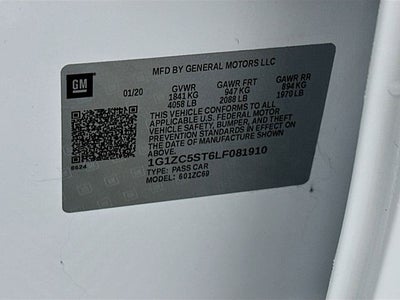 MFD BY GENERAL MOTORS LLC
GM
01/20 GVWR GAWR FRT GAWR RR
1841 KG 947 KG 894 KG
4058 LB 2088 LB 1970 LB
THIS VEHICLE CONFORMS TO ALL
APPLICABLE U.S. FEDERAL MOTOR
VEHICLE SAFETY, BUMPER, AND THEFT
PREVENTION STANDARDS IN EFFECT ON
THE DATE OF MANUFACTURE SHOWN
ABOVE.
1G1ZC5ST6LF081910
TYPE: PASS CAR
MODEL: 601ZC69